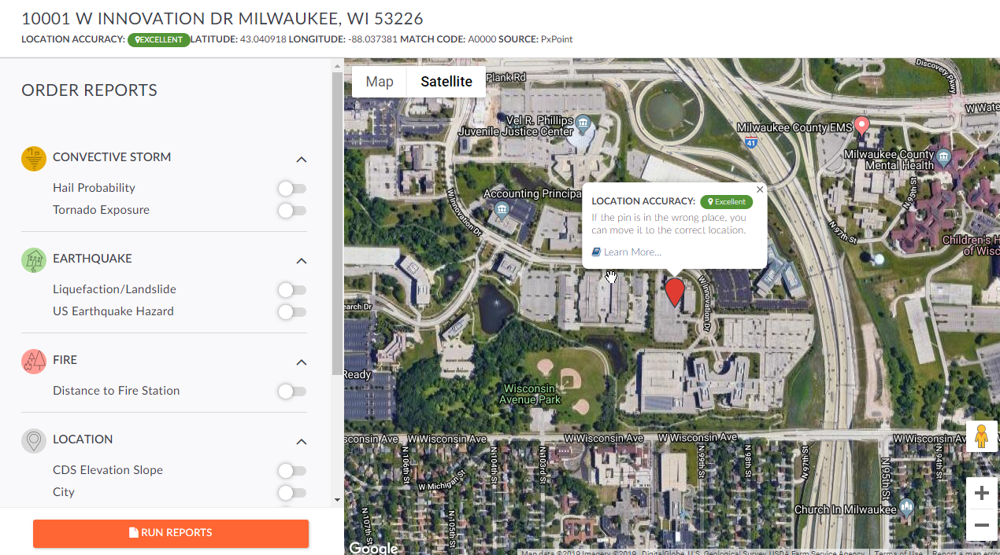 10001 W INNOVATION DR MILWAUKEE, WI 53226
LOCATION ACCURACY: EXCELLENT LATITUDE: 43.040918 LONGITUDE: -88.037381 MATCH CODE: A0000 SOURCE: PxPoint
ORDER REPORTS
CONVECTIVE STORM
Hail Probability
Tornado Exposure
EARTHQUAKE
Liquefaction/Landslide
US Earthquake Hazard
FIRE
Distance to Fire Station
LOCATION
CDS Elevation Slope
City
RUN REPORTS
Map
Satellite
Plank Rd
Discovery Pkwy
W Wate
Vel R. Phillips
Juvenile Justice Center
Milwaukee County EMS
41
Milwaukee County
Mental Health
N 95th St
Accounting Principa
W Innovation Dr
LOCATION ACCURACY: Excellent
If the pin is in the wrong place, you
can move it to the correct location.
Learn More...
N 97th St
Children's H
of Wisc
W Innovation Dr
earch Dr
Ready
Wisconsin
Avenue Park
isconsin Ave
W Wisconsin Ave
W Wisconsin Ave
W Wisconsin Ave
W Wisconsin Av
N 106th St
N 104th St
N 103rd St
N 99th St
N 98th St
N 97th St
N 95th St
N 94th St
W Michigan St
N 107th St
N 105th St
Church In Milwaukee
Google
Map data ©2019 Imagery ©2019 , DigitalGlobe, U.S. Geological Survey, USDA Farm Service Agency
Terms of Use
Report a map error